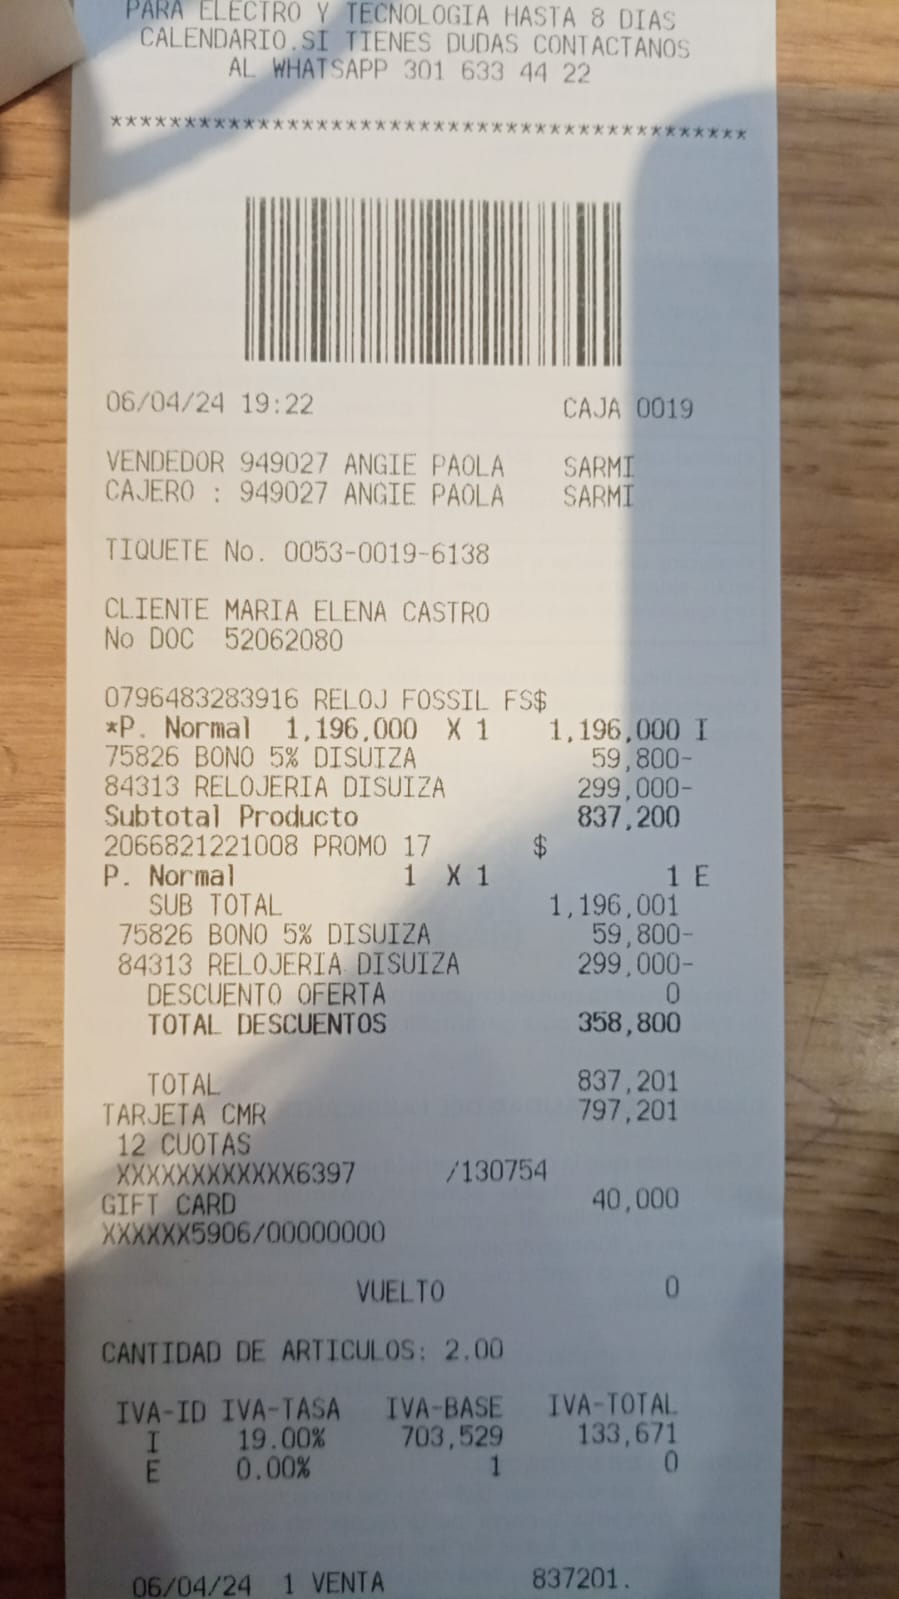 PARA ELECTRO Y TECNOLOGIA HASTA 8 DIAS
CALENDARIO.SI TIENES DUDAS CONTACTANOS
AL WHATSAPP 301 633 44 22
********************************************
06/04/24 19:22 CAJA 0019
VENDEDOR 949027 ANGIE PAOLA SARMI
CAJERO : 949027 ANGIE PAOLA SARMI
TIQUETE No. 0053-0019-6138
CLIENTE MARIA ELENA CASTRO
No DOC 52062080
0796483283916 RELOJ FOSSIL FS$
*P. Normal 1,196,000 X 1 1,196,000 I
75826 BONO 5% DISUIZA 59,800-
84313 RELOJERIA DISUIZA 299,000-
Subtotal Producto 837,200
2066821221008 PROMO 17 $
P. Normal 1 X 1 1 E
SUB TOTAL 1,196,001
75826 BONO 5% DISUIZA 59,800-
84313 RELOJERIA DISUIZA 299,000-
DESCUENTO OFERTA 0
TOTAL DESCUENTOS 358,800
TOTAL 837,201
TARJETA CMR 797,201
12 CUOTAS
XXXXXXXXXXXX6397 /130754
GIFT CARD 40,000
XXXXXX5906/00000000
VUELTO 0
CANTIDAD DE ARTICULOS: 2.00
IVA-ID IVA-TASA IVA-BASE IVA-TOTAL
I 19.00% 703,529 133,671
E 0.00% 1 0
06/04/24 1 VENTA 837201.